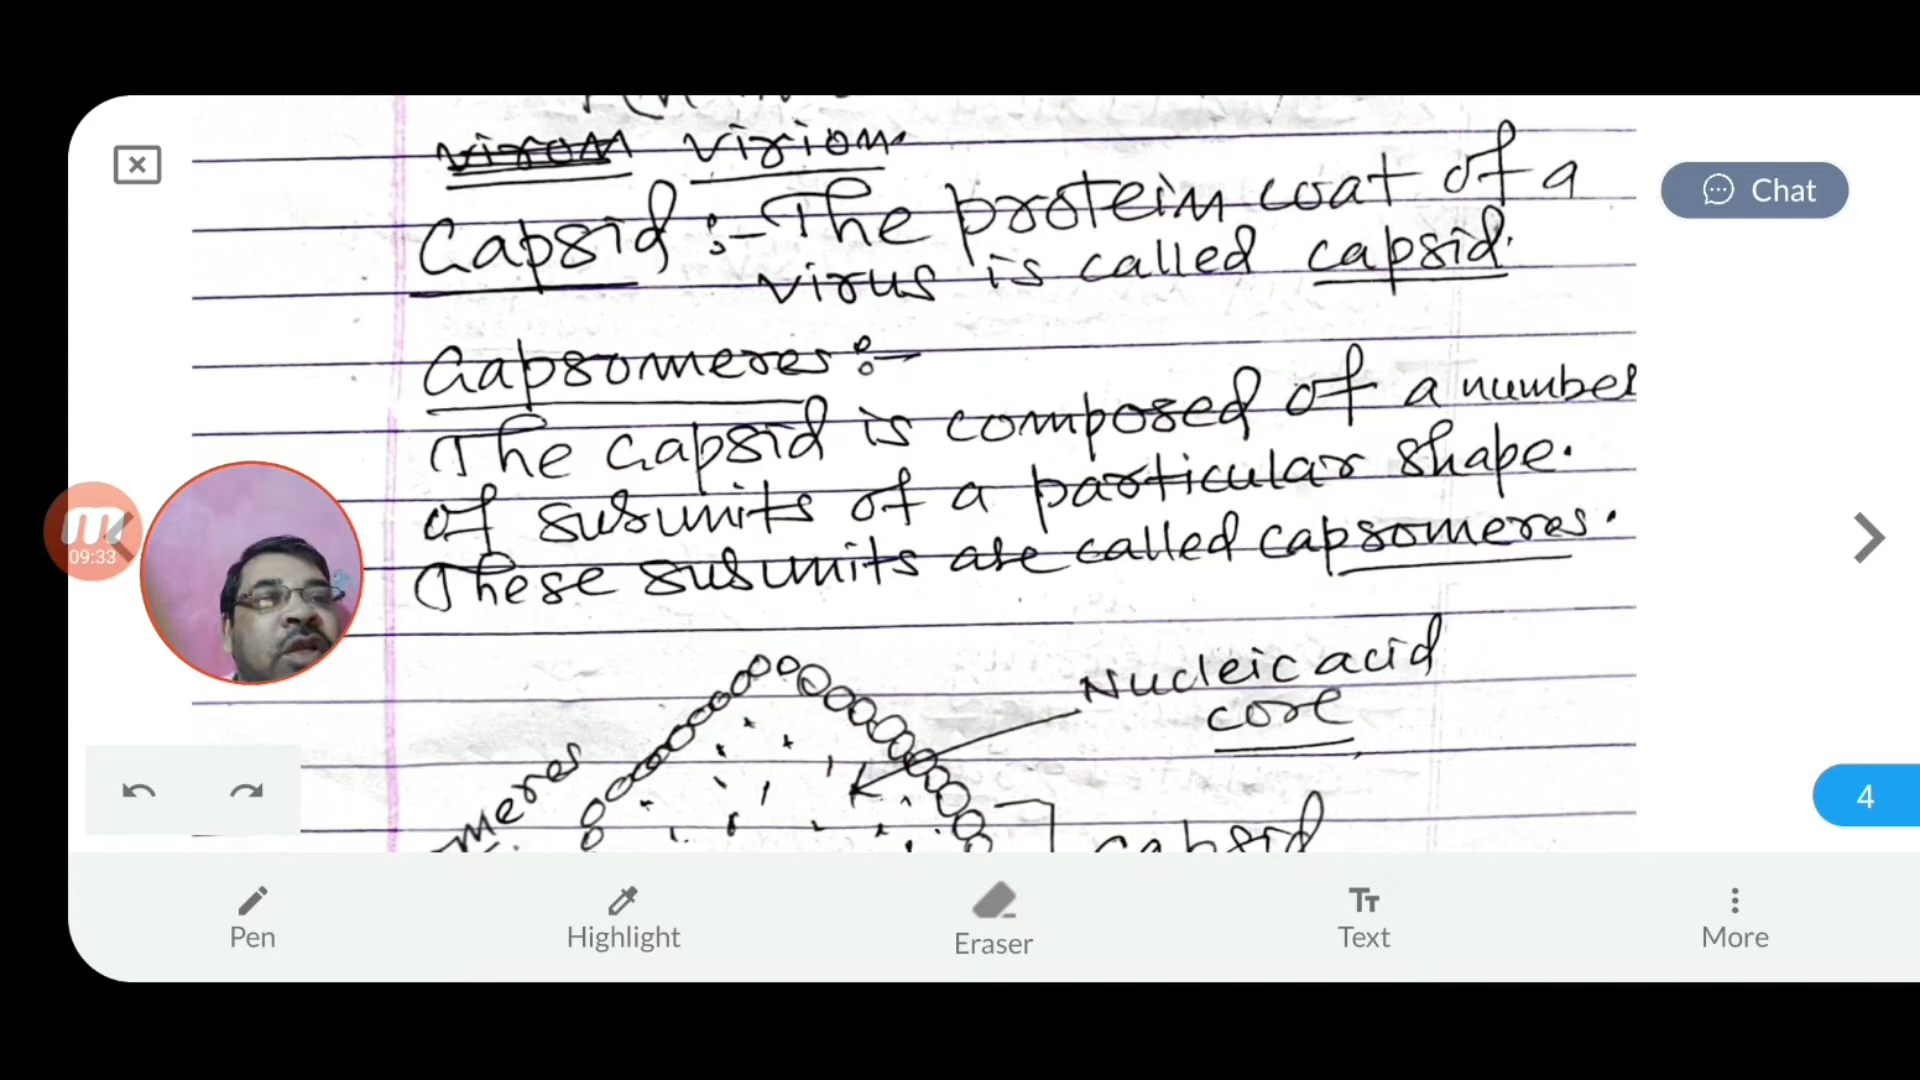 virion.
Capsid :- The protein coat of a
virus is called capsid.
Capsomeres :-
The capsid is composed of a number
of subunits of a particular shape.
These subunits are called capsomeres.
Nucleic acid
core
meres
capsid
Chat
09:33
4
Pen
Highlight
Eraser
Text
More